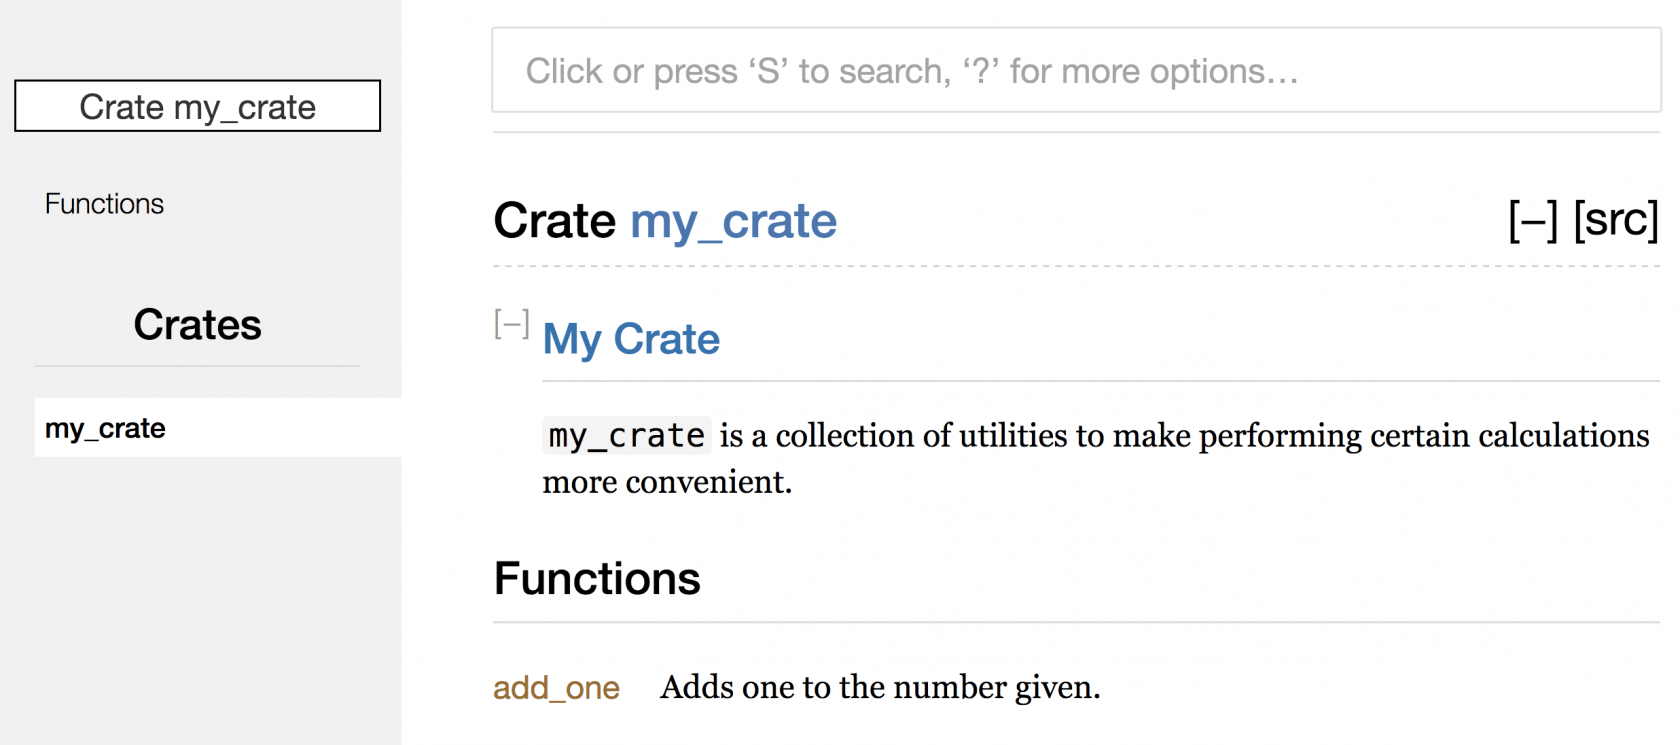 Crate my_crate
Functions
Crates
my_crate
Click or press ‘S’ to search, ‘?’ for more options…
Crate my_crate
[−] [src]
[−] My Crate
my_crate is a collection of utilities to make performing certain calculations
more convenient.
Functions
add_one Adds one to the number given.